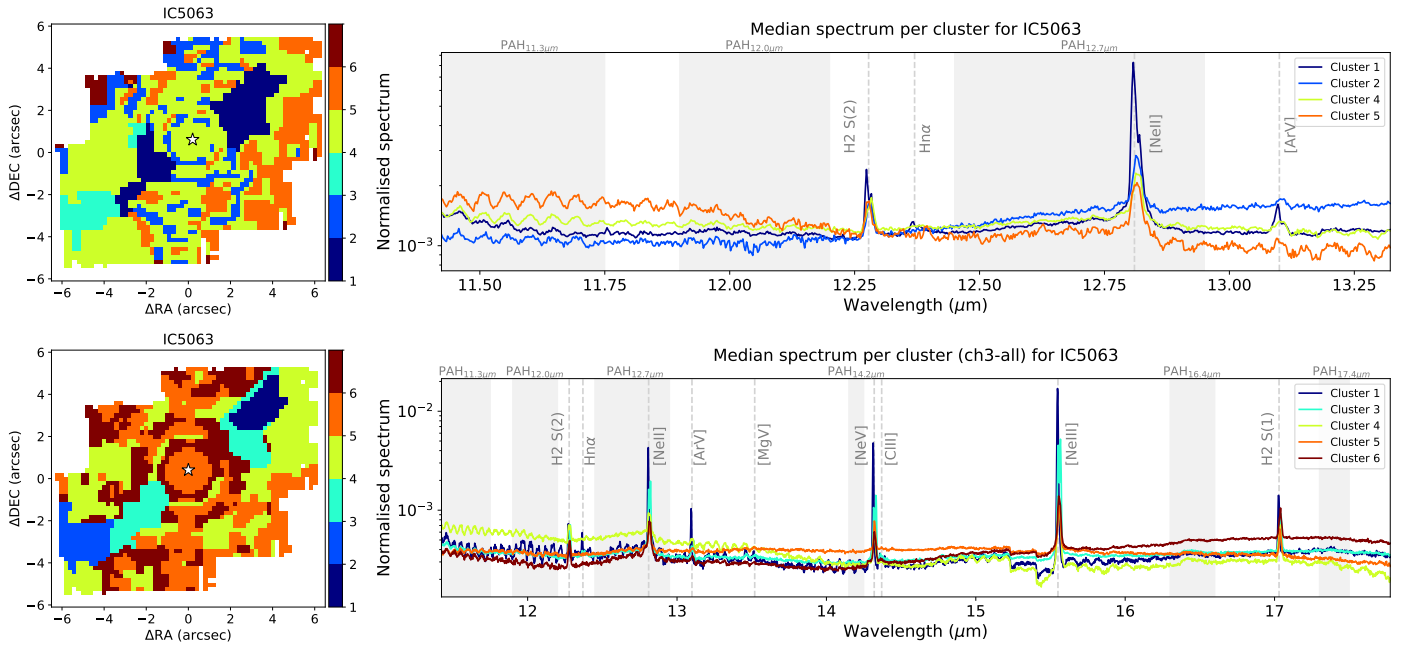 IC5063
6
4
2
0
−2
−4
−6
ΔDEC (arcsec)
−6 −4 −2 0 2 4 6
ΔRA (arcsec)
6
5
4
3
2
1
Median spectrum per cluster for IC5063
PAH11.3μm PAH12.0μm PAH12.7μm
Normalised spectrum
10−3
H2 S(2)
Hnα
[NeII]
[ArV]
Cluster 1
Cluster 2
Cluster 4
Cluster 5
11.50 11.75 12.00 12.25 12.50 12.75 13.00 13.25
Wavelength (μm)
IC5063
6
4
2
0
−2
−4
−6
ΔDEC (arcsec)
−6 −4 −2 0 2 4 6
ΔRA (arcsec)
6
5
4
3
2
1
Median spectrum per cluster (ch3-all) for IC5063
PAH11.3μm PAH12.0μm PAH12.7μm PAH14.2μm PAH16.4μm PAH17.4μm
Normalised spectrum
10−2
10−3
H2 S(2)
Hnα
[NeII]
[ArV]
[MgV]
[NeV]
[ClII]
[NeIII]
H2 S(1)
Cluster 1
Cluster 3
Cluster 4
Cluster 5
Cluster 6
12 13 14 15 16 17
Wavelength (μm)